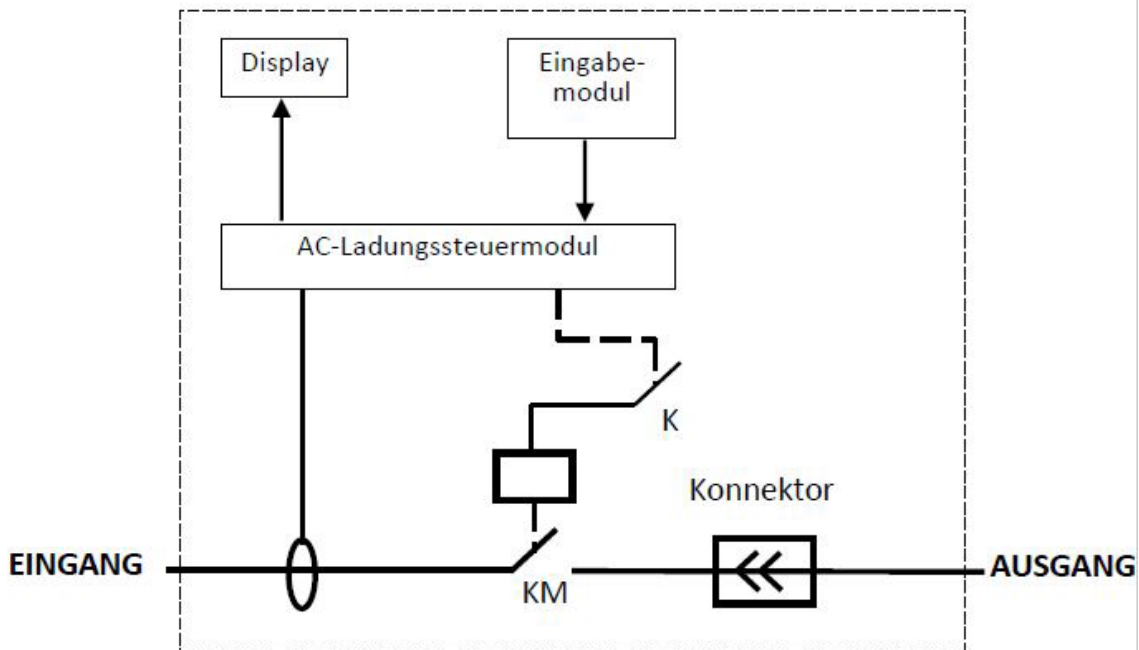 Display
Eingabe-
modul
AC-Ladungssteuermodul
K
Konnektor
EINGANG
KM
AUSGANG